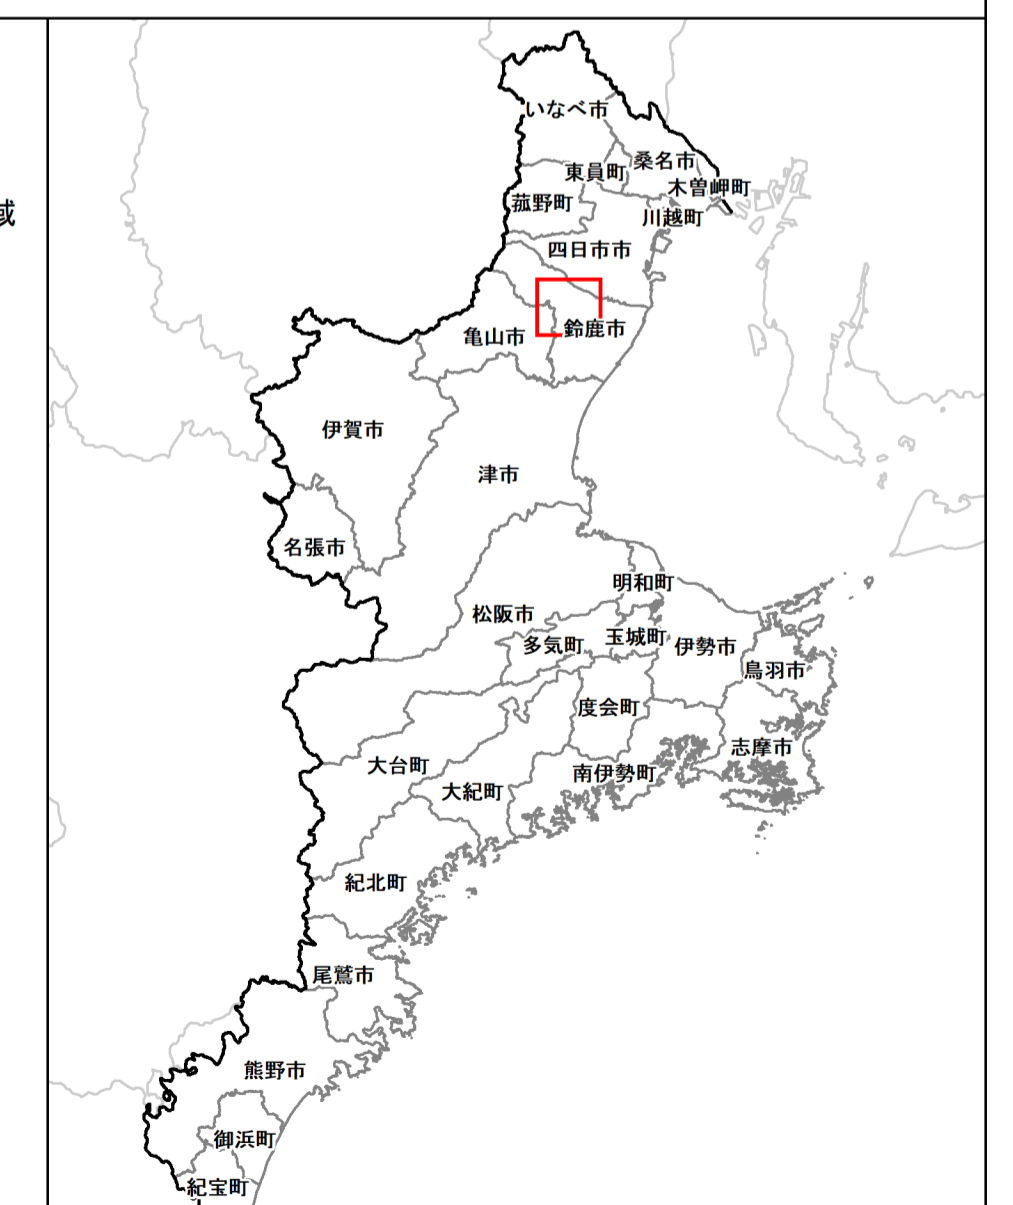 域
いなべ市
桑名市
東員町
木曽岬町
菰野町
川越町
四日市市
鈴鹿市
亀山市
伊賀市
津市
名張市
明和町
松阪市
玉城町
多気町
伊勢市
鳥羽市
度会町
志摩市
大台町
南伊勢町
大紀町
紀北町
尾鷲市
熊野市
御浜町
紀宝町